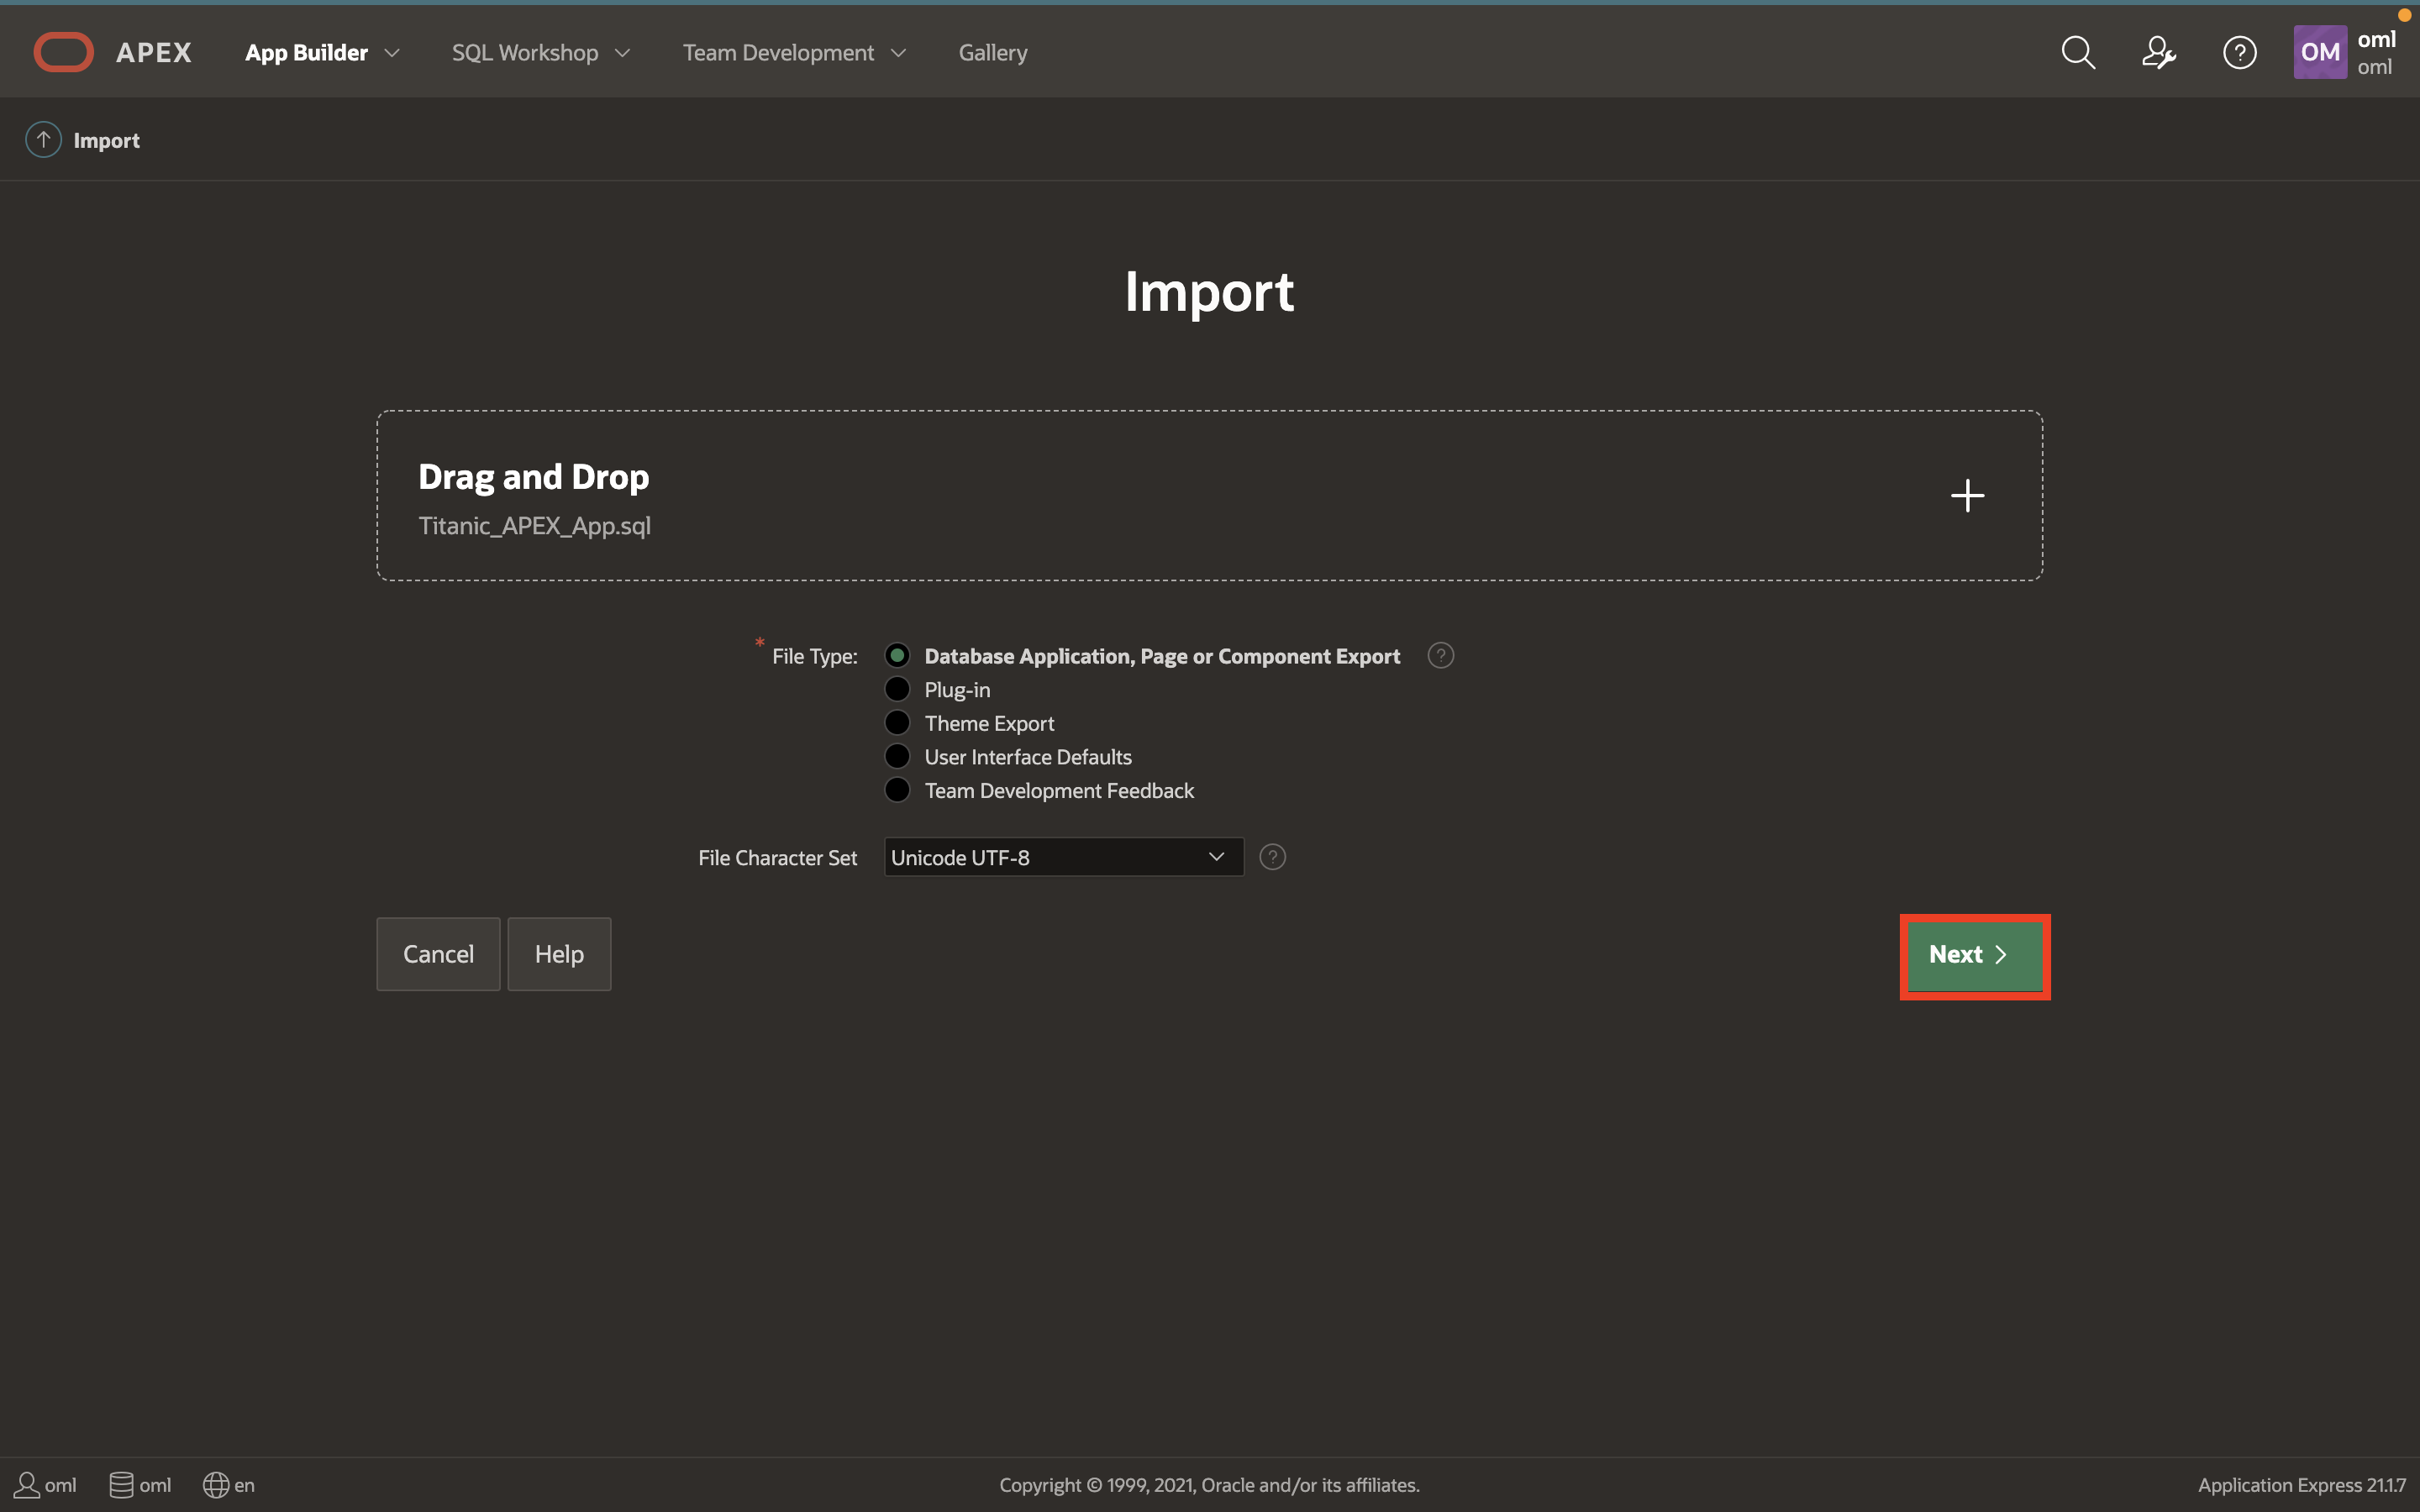 APEX App Builder SQL Workshop Team Development Gallery ? OM oml
oml
Import
Import
Drag and Drop
Titanic_APEX_App.sql
* File Type: Database Application, Page or Component Export ?
Plug-in
Theme Export
User Interface Defaults
Team Development Feedback
File Character Set Unicode UTF-8 ?
Cancel Help Next
oml oml en Copyright © 1999, 2021, Oracle and/or its affiliates. Application Express 21.1.7